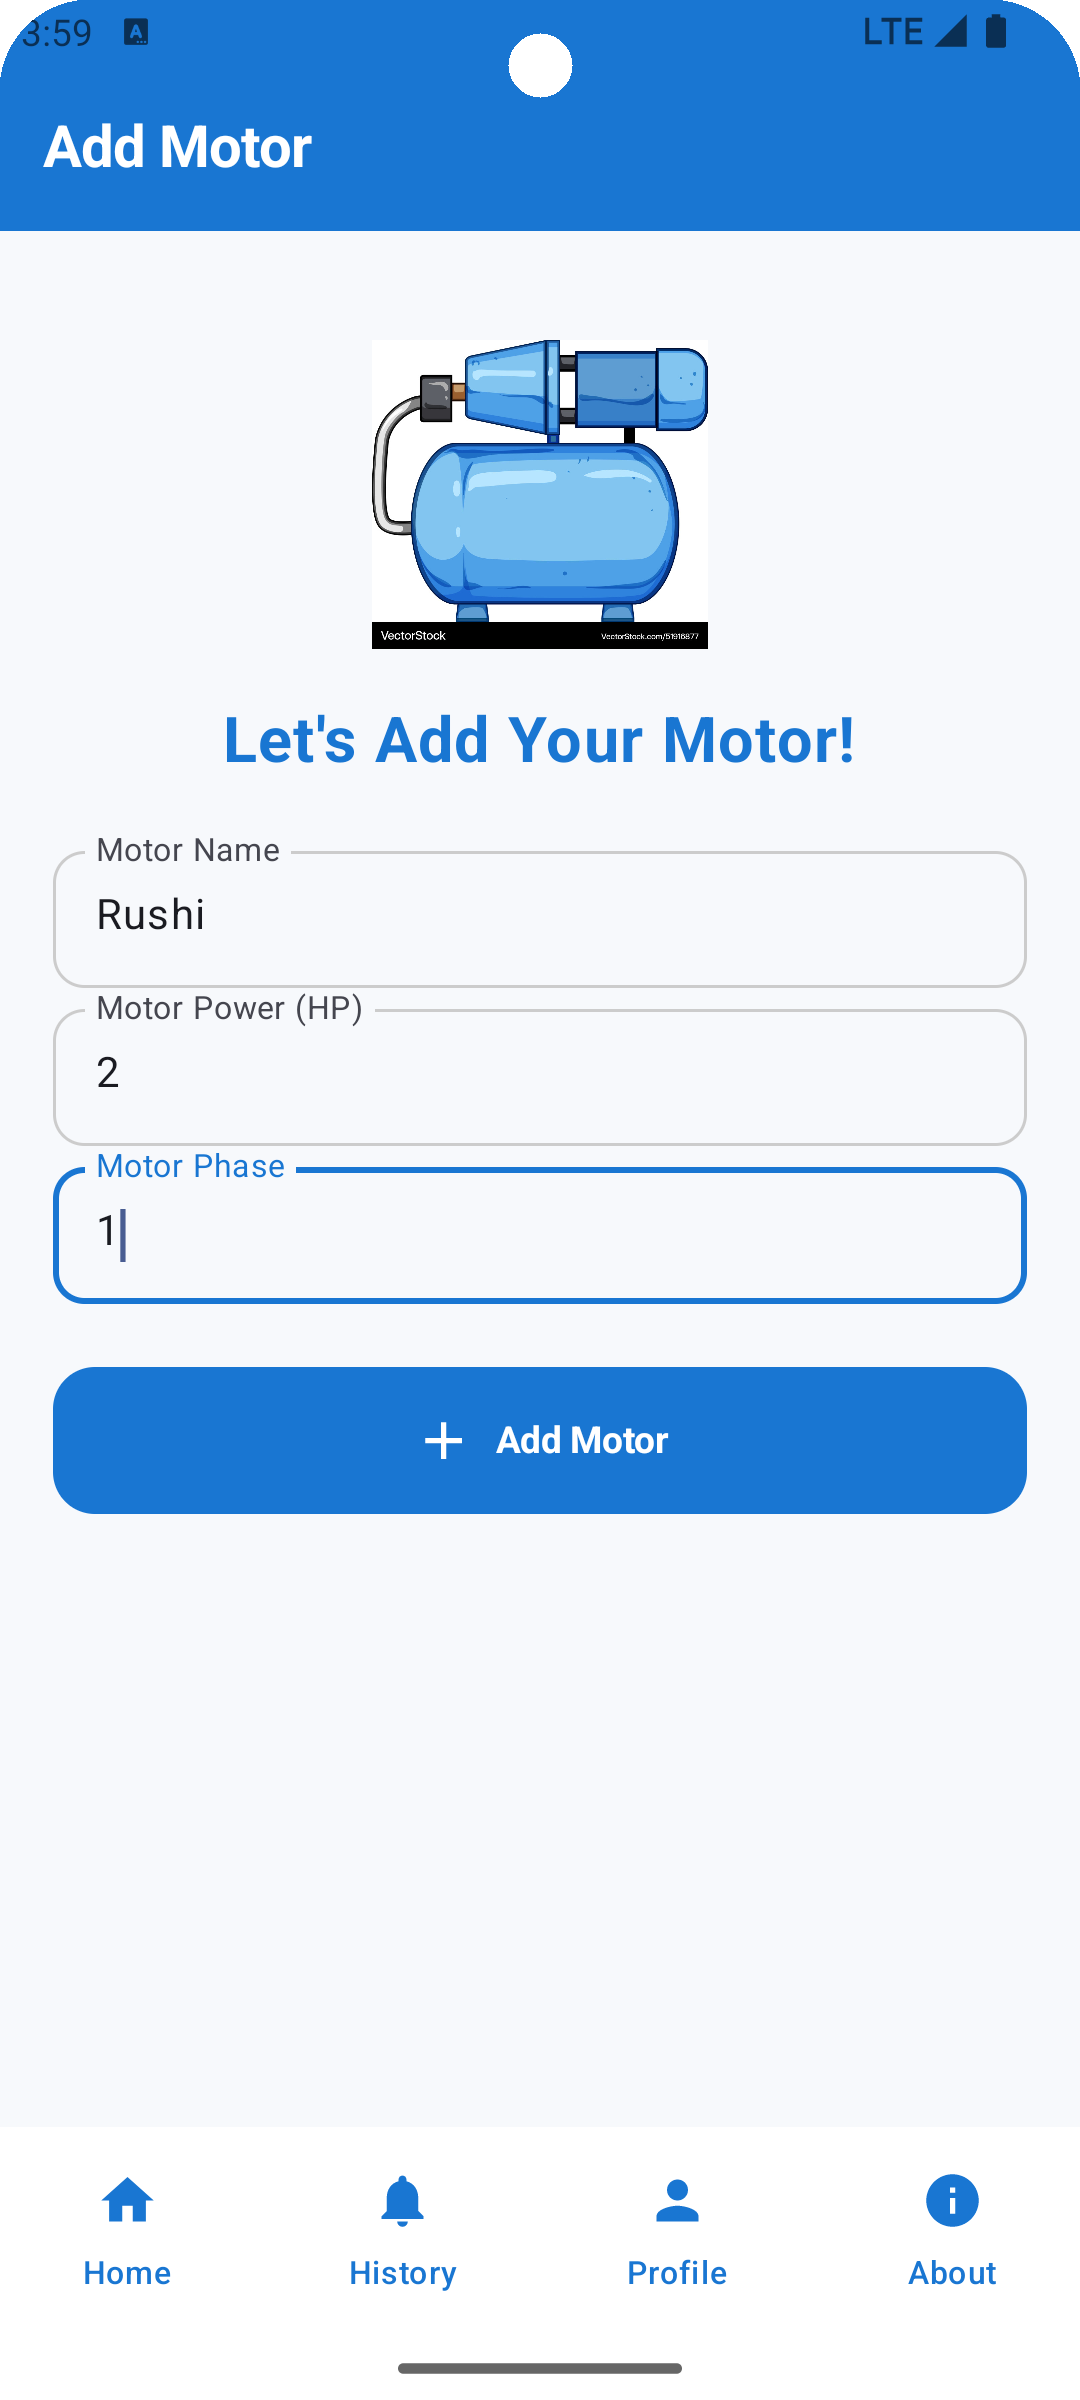 3:59
LTE
Add Motor
VectorStock
VectorStock.com/51916877
Let's Add Your Motor!
Motor Name
Rushi
Motor Power (HP)
2
Motor Phase
1
Add Motor
Home
History
Profile
About